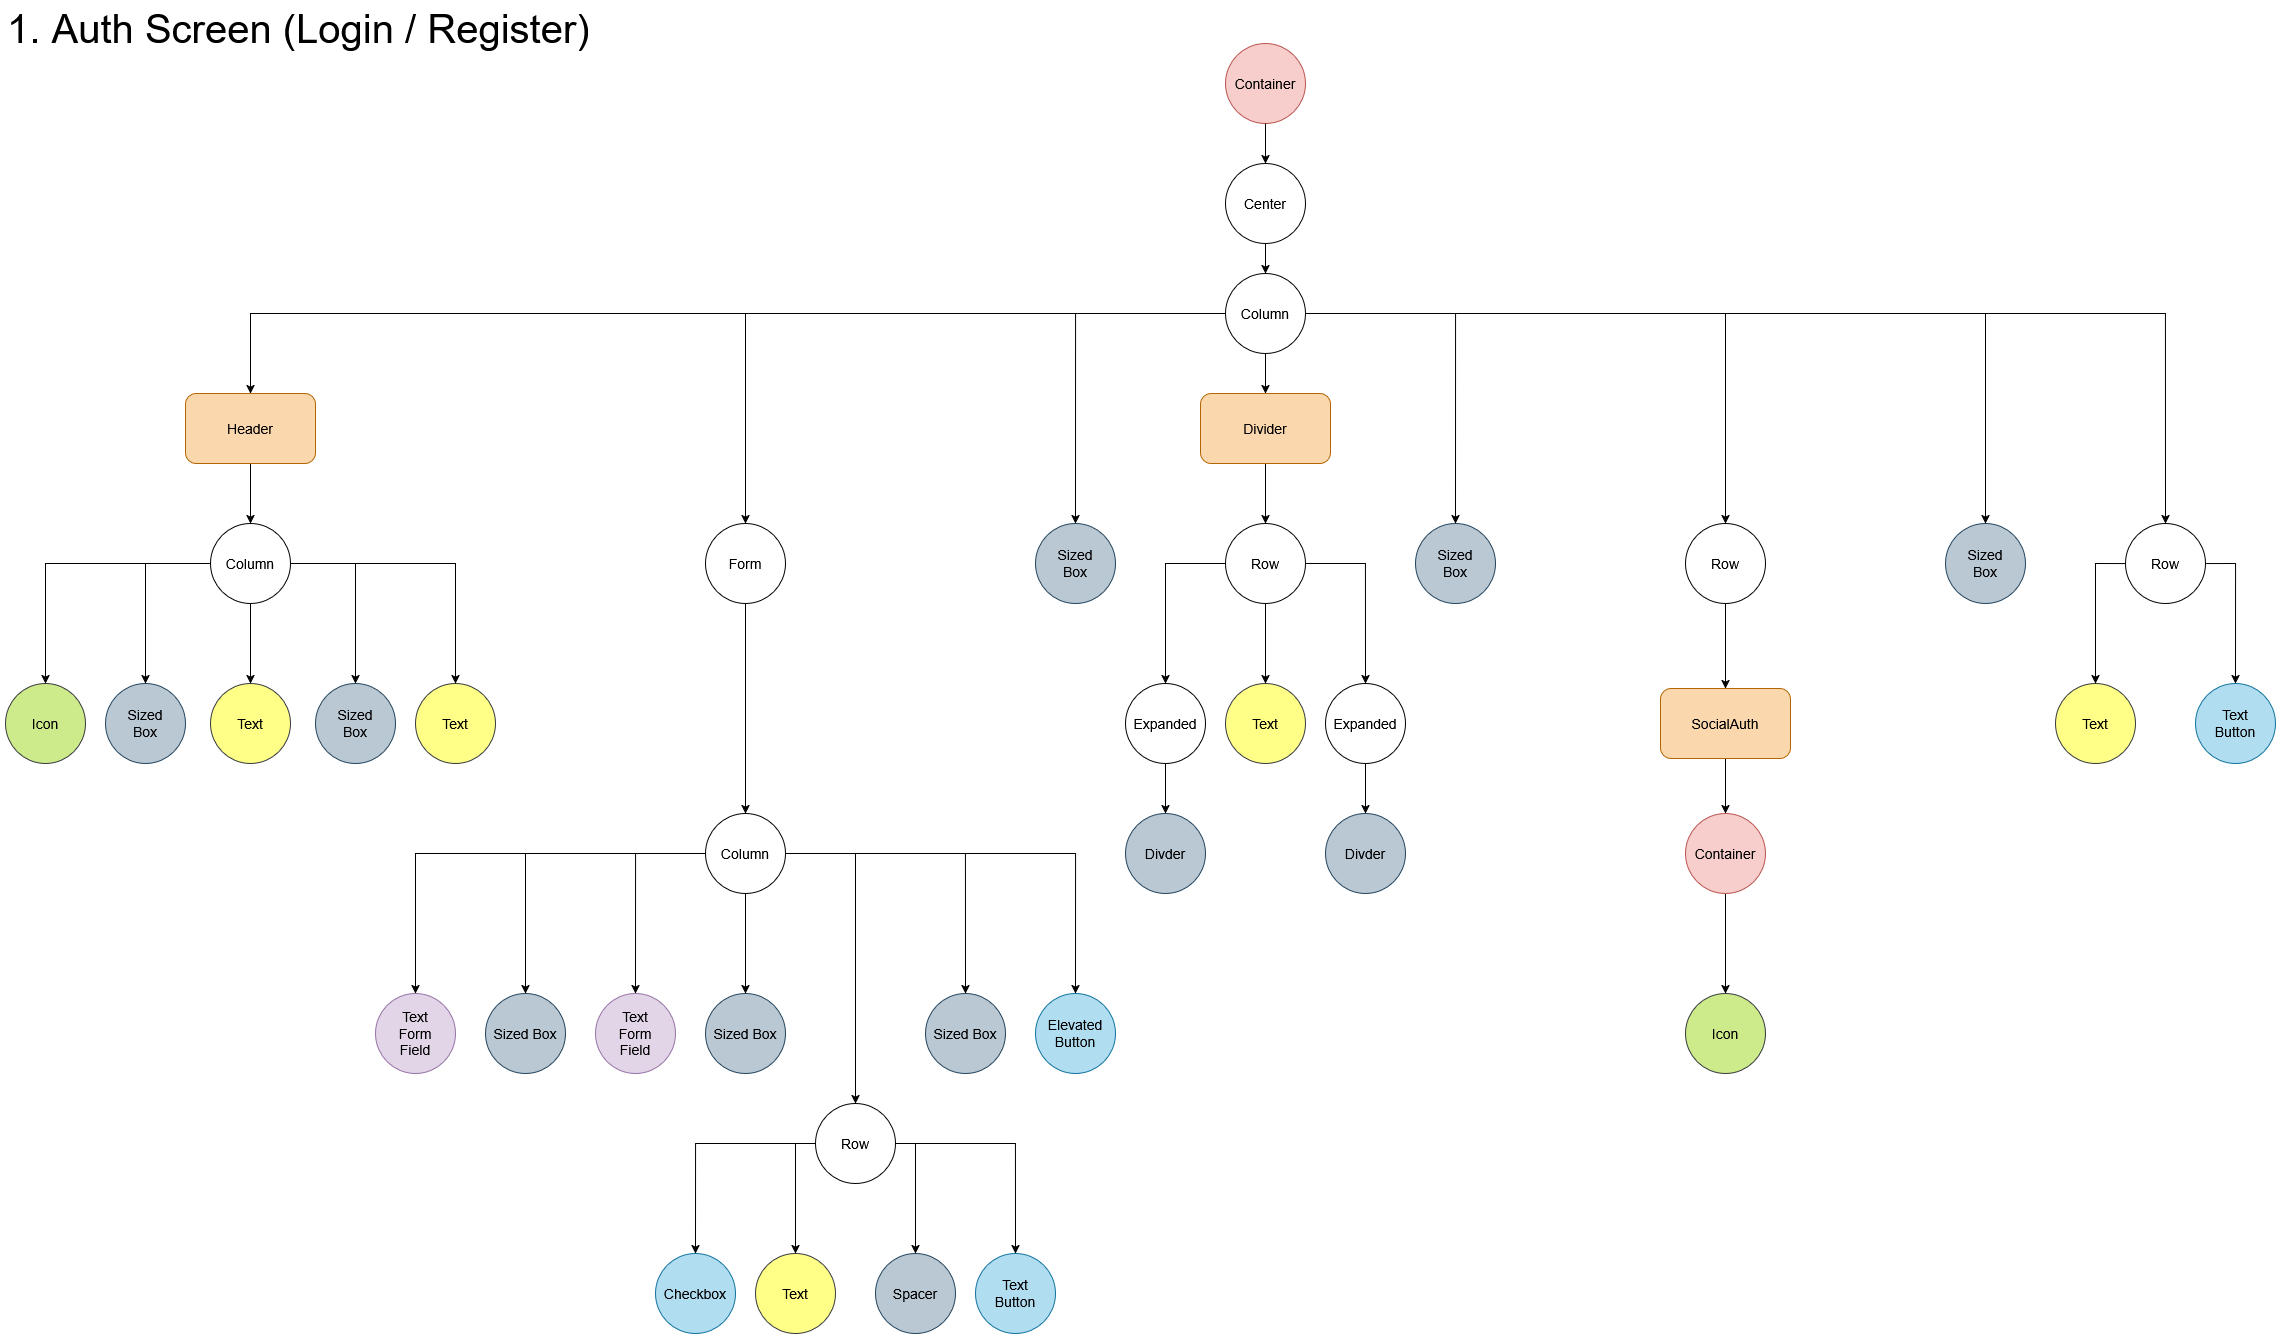 1. Auth Screen (Login / Register)
Container
Center
Column
Header
Divider
Column
Form
Sized
Box
Row
Sized
Box
Row
Sized
Box
Row
Icon
Sized
Box
Text
Sized
Box
Text
Expanded
Text
Expanded
SocialAuth
Text
Text
Button
Column
Divder
Divder
Container
Text
Form
Field
Sized Box
Text
Form
Field
Sized Box
Sized Box
Elevated
Button
Icon
Row
Checkbox
Text
Spacer
Text
Button